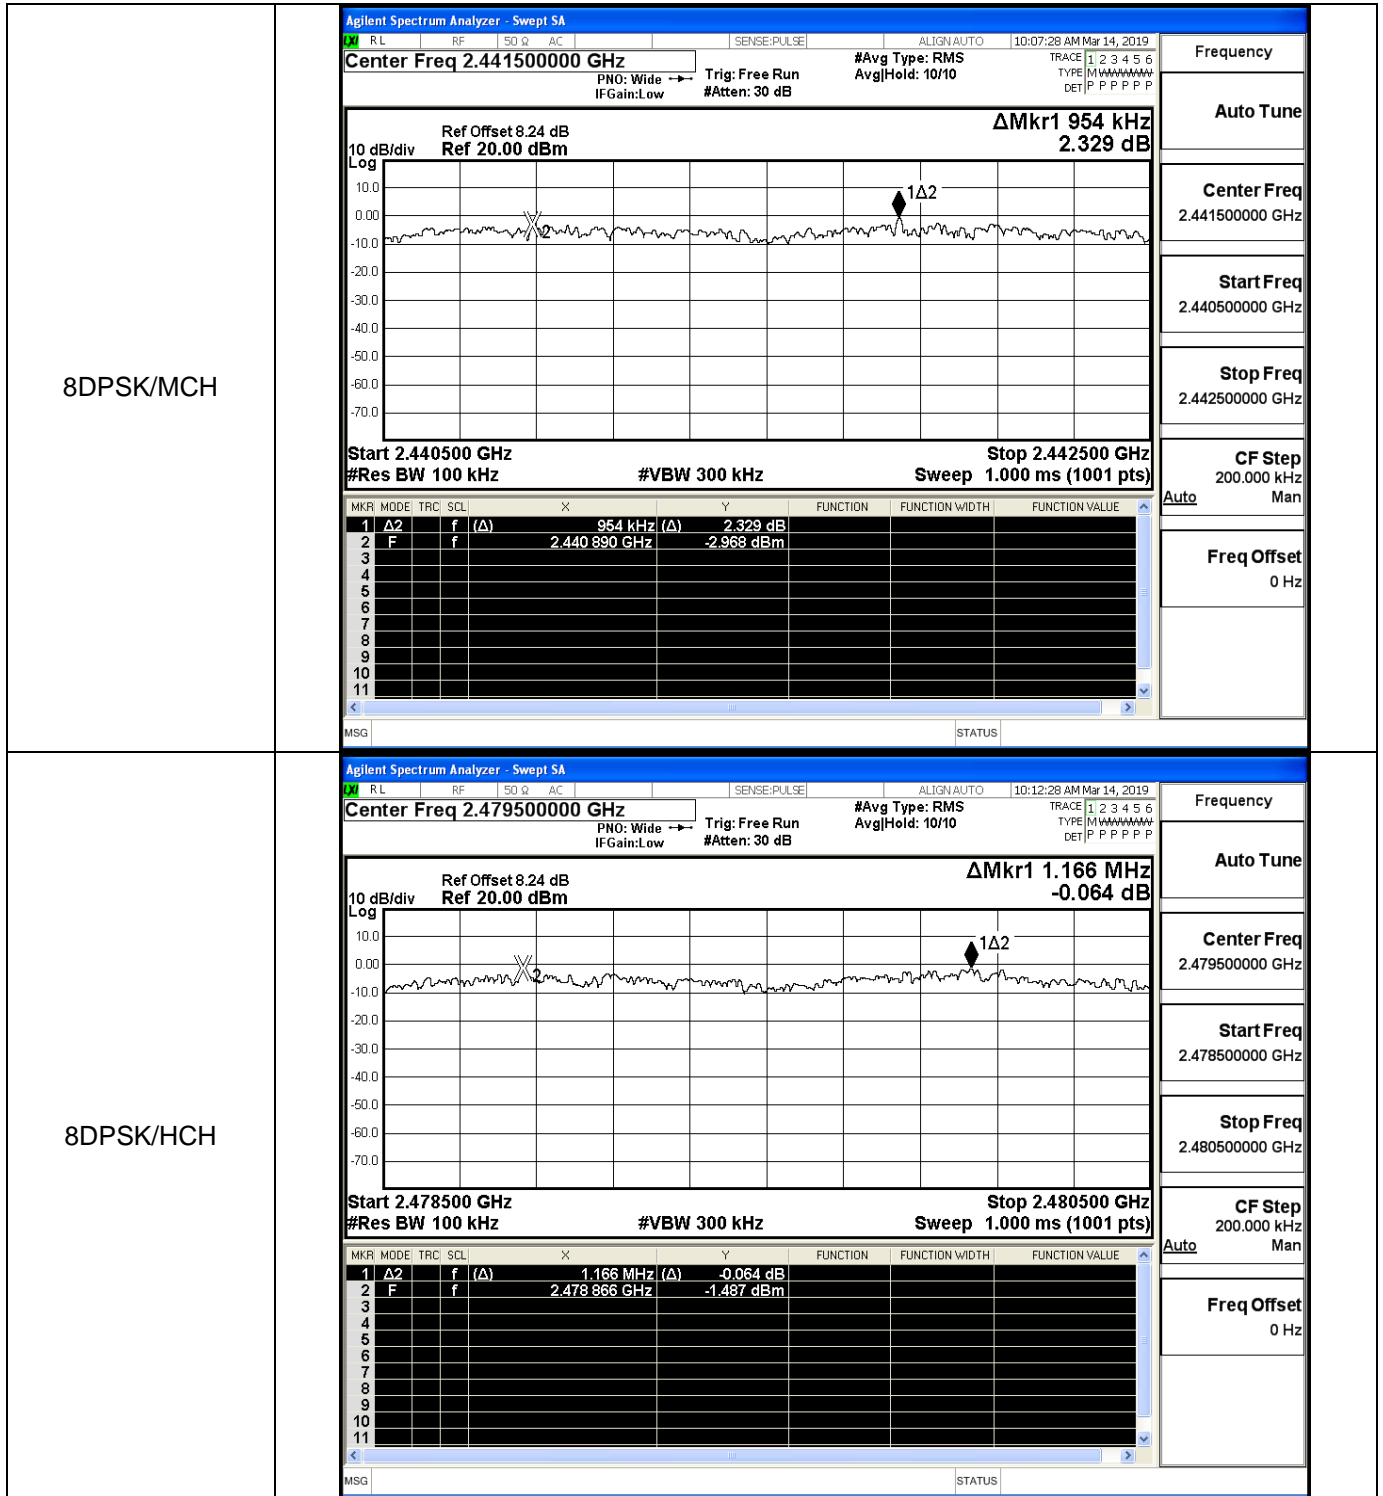 8DPSK/MCH
Agilent Spectrum Analyzer - Swept SA
LXI RL RF 50 Ω AC SENSE:PULSE ALIGN AUTO 10:07:28 AM Mar 14, 2019
Center Freq 2.441500000 GHz
PNO: Wide
IFGain:Low
Trig: Free Run
#Atten: 30 dB
#Avg Type: RMS
Avg|Hold: 10/10
TRACE 1 2 3 4 5 6
TYPE M
DET P P P P P P
Ref Offset 8.24 dB
10 dB/div Ref 20.00 dBm
Log
ΔMkr1 954 kHz
2.329 dB
10.0
0.00
-10.0
-20.0
-30.0
-40.0
-50.0
-60.0
-70.0
1Δ2
2
Start 2.440500 GHz Stop 2.442500 GHz
#Res BW 100 kHz #VBW 300 kHz Sweep 1.000 ms (1001 pts)
MKR MODE TRC SCL X Y FUNCTION FUNCTION WIDTH FUNCTION VALUE
1 Δ2 f (Δ) 954 kHz (Δ) 2.329 dB
2 F f 2.440 890 GHz -2.968 dBm
3
4
5
6
7
8
9
10
11
MSG STATUS
Frequency
Auto Tune
Center Freq
2.441500000 GHz
Start Freq
2.440500000 GHz
Stop Freq
2.442500000 GHz
CF Step
200.000 kHz
Auto Man
Freq Offset
0 Hz
8DPSK/HCH
Agilent Spectrum Analyzer - Swept SA
LXI RL RF 50 Ω AC SENSE:PULSE ALIGN AUTO 10:12:28 AM Mar 14, 2019
Center Freq 2.479500000 GHz
PNO: Wide
IFGain:Low
Trig: Free Run
#Atten: 30 dB
#Avg Type: RMS
Avg|Hold: 10/10
TRACE 1 2 3 4 5 6
TYPE M
DET P P P P P P
Ref Offset 8.24 dB
10 dB/div Ref 20.00 dBm
Log
ΔMkr1 1.166 MHz
-0.064 dB
10.0
0.00
-10.0
-20.0
-30.0
-40.0
-50.0
-60.0
-70.0
1Δ2
2
Start 2.478500 GHz Stop 2.480500 GHz
#Res BW 100 kHz #VBW 300 kHz Sweep 1.000 ms (1001 pts)
MKR MODE TRC SCL X Y FUNCTION FUNCTION WIDTH FUNCTION VALUE
1 Δ2 f (Δ) 1.166 MHz (Δ) -0.064 dB
2 F f 2.478 866 GHz -1.487 dBm
3
4
5
6
7
8
9
10
11
MSG STATUS
Frequency
Auto Tune
Center Freq
2.479500000 GHz
Start Freq
2.478500000 GHz
Stop Freq
2.480500000 GHz
CF Step
200.000 kHz
Auto Man
Freq Offset
0 Hz